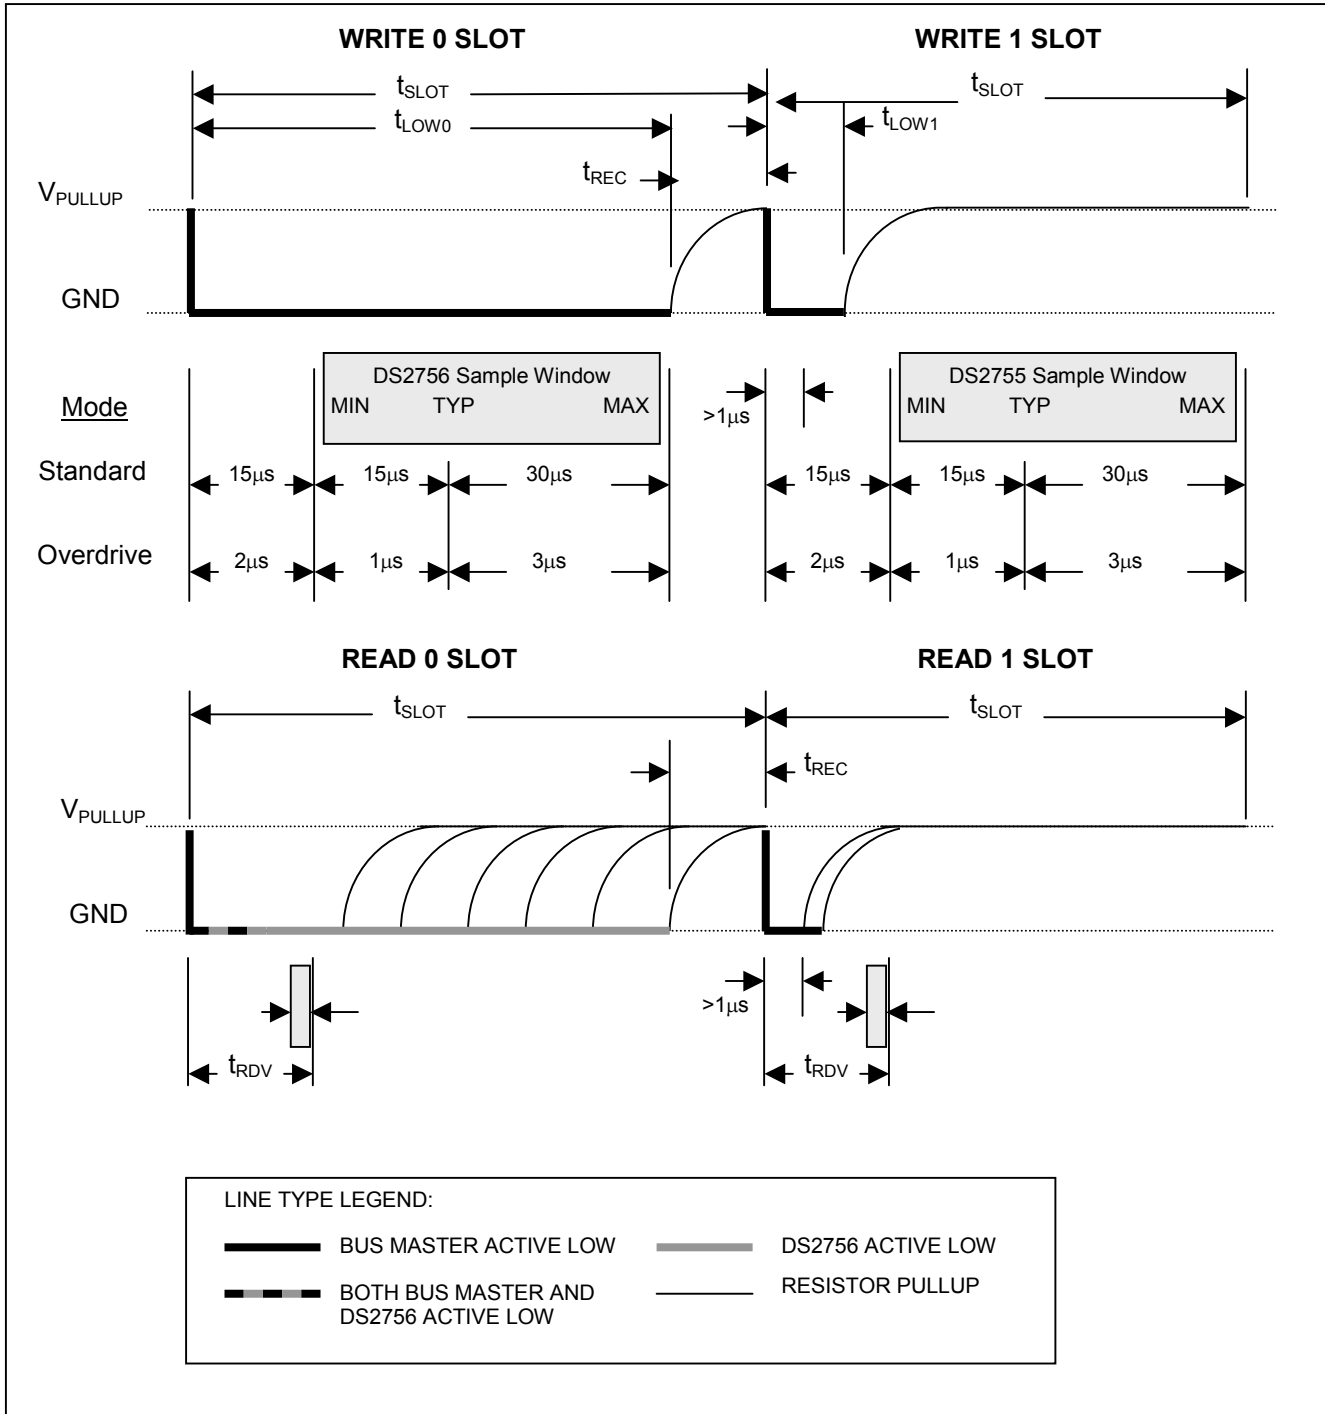 WRITE 0 SLOT WRITE 1 SLOT
tSLOT tSLOT
tLOW0 tLOW1
tREC
VPULLUP
GND
DS2756 Sample Window DS2755 Sample Window
Mode MIN TYP MAX >1μs MIN TYP MAX
Standard 15μs 15μs 30μs 15μs 15μs 30μs
Overdrive 2μs 1μs 3μs 2μs 1μs 3μs
READ 0 SLOT READ 1 SLOT
tSLOT tSLOT
tREC
VPULLUP
GND
>1μs
tRDV tRDV
LINE TYPE LEGEND:
BUS MASTER ACTIVE LOW DS2756 ACTIVE LOW
BOTH BUS MASTER AND RESISTOR PULLUP
DS2756 ACTIVE LOW